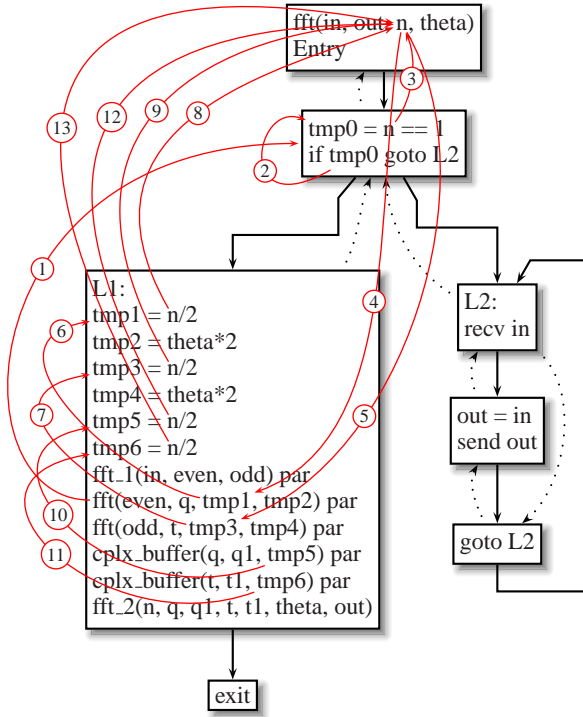 fft(in, out, n, theta)
Entry
tmp0 = n == 1
if tmp0 goto L2
L1:
tmp1 = n/2
tmp2 = theta*2
tmp3 = n/2
tmp4 = theta*2
tmp5 = n/2
tmp6 = n/2
fft_1(in, even, odd) par
fft(even, q, tmp1, tmp2) par
fft(odd, t, tmp3, tmp4) par
cplx_buffer(q, q1, tmp5) par
cplx_buffer(t, t1, tmp6) par
fft_2(n, q, q1, t, t1, theta, out)
exit
L2:
recv in
out = in
send out
goto L2
1
2
3
4
5
6
7
8
9
10
11
12
13